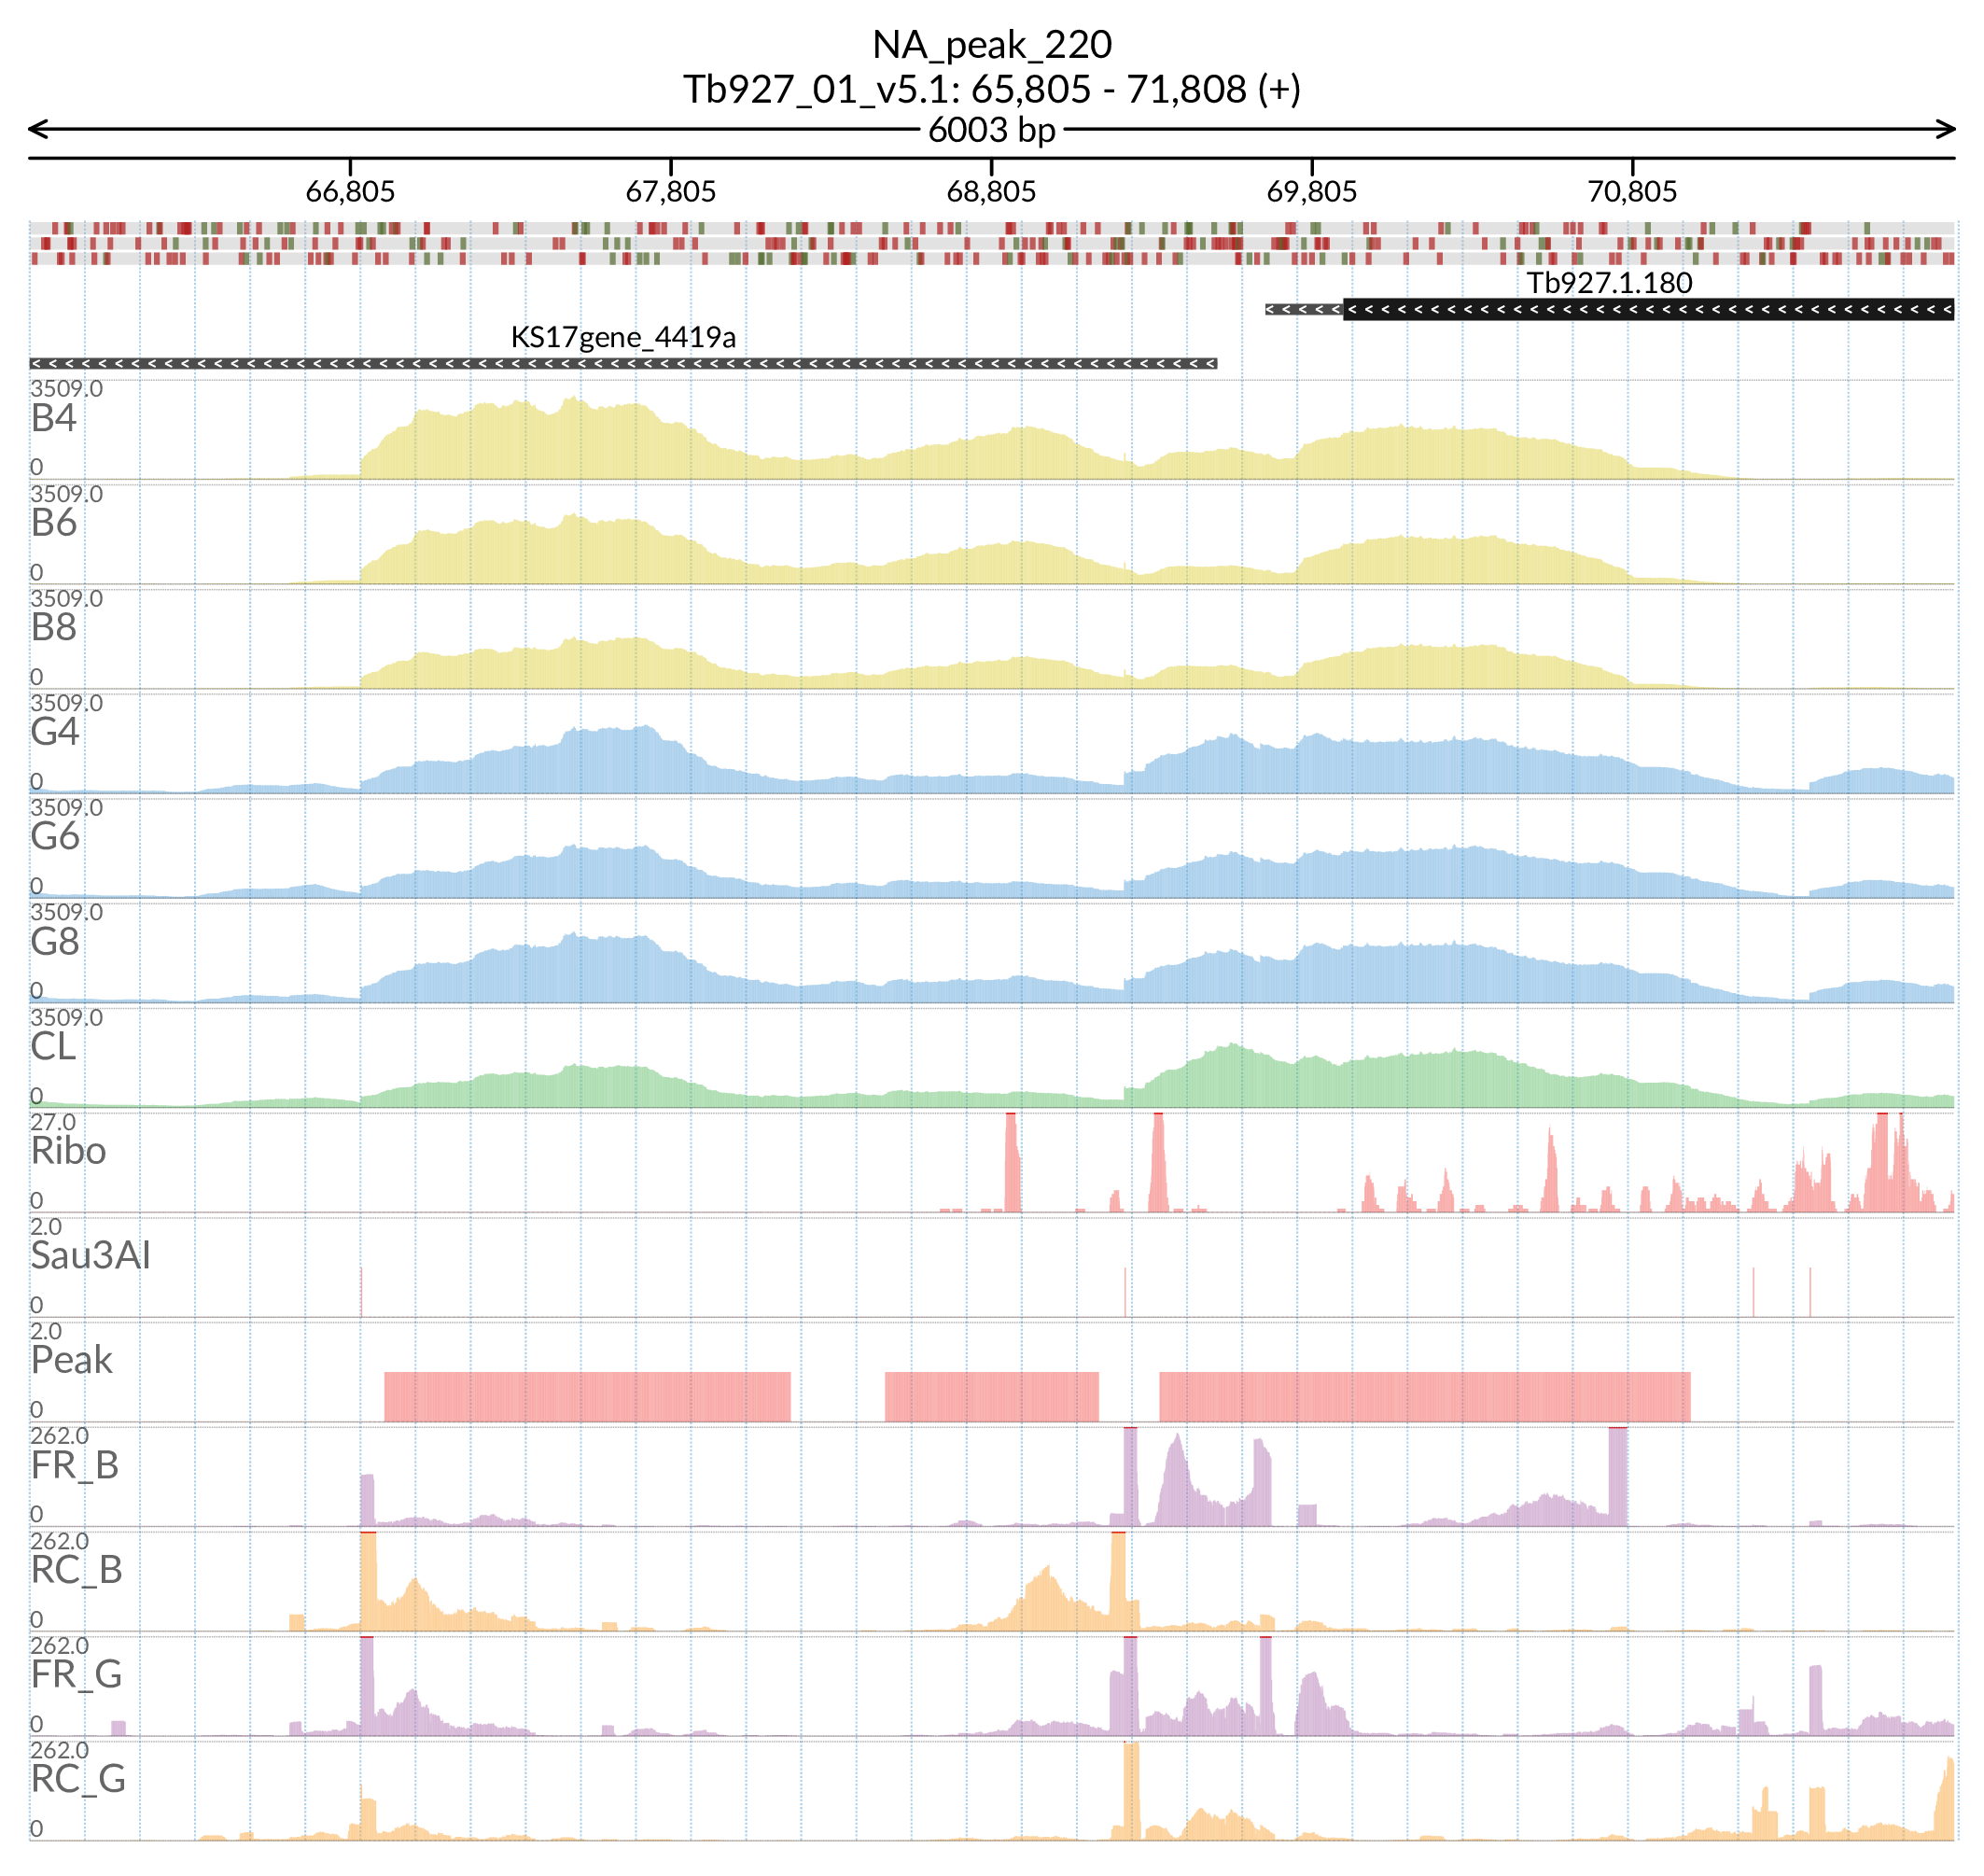 NA_peak_220
Tb927_01_v5.1: 65,805 - 71,808 (+)
6003 bp
66,805 67,805 68,805 69,805 70,805
Tb927.1.180
KS17gene_4419a
3509.0
B4
0
3509.0
B6
0
3509.0
B8
0
3509.0
G4
0
3509.0
G6
0
3509.0
G8
0
3509.0
CL
0
27.0
Ribo
0
2.0
Sau3AI
0
2.0
Peak
0
262.0
FR_B
0
262.0
RC_B
0
262.0
FR_G
0
262.0
RC_G
0